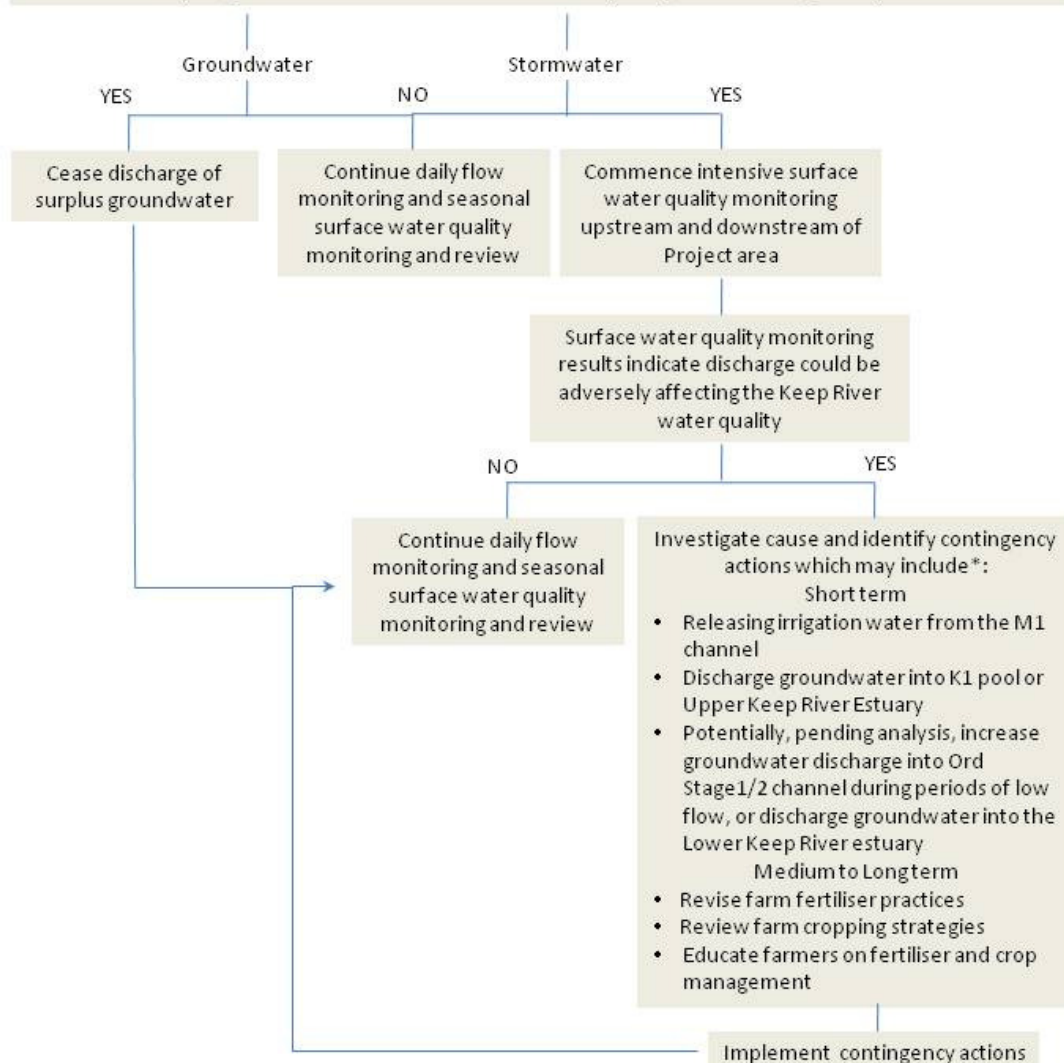 Groundwater
Stormwater
YES
NO
YES
Cease discharge of
surplus groundwater
Continue daily flow
monitoring and seasonal
surface water quality
monitoring and review
Commence intensive surface
water quality monitoring
upstream and downstream of
Project area
Surface water quality monitoring
results indicate discharge could be
adversely affecting the Keep River
water quality
NO
YES
Continue daily flow
monitoring and seasonal
surface water quality
monitoring and review
Investigate cause and identify contingency
actions which may include*:
Short term
• Releasing irrigation water from the M1
channel
• Discharge groundwater into K1 pool or
Upper Keep River Estuary
• Potentially, pending analysis, increase
groundwater discharge into Ord
Stage1/2 channel during periods of low
flow, or discharge groundwater into the
Lower Keep River estuary
Medium to Long term
• Revise farm fertiliser practices
• Review farm cropping strategies
• Educate farmers on fertiliser and crop
management
Implement contingency actions